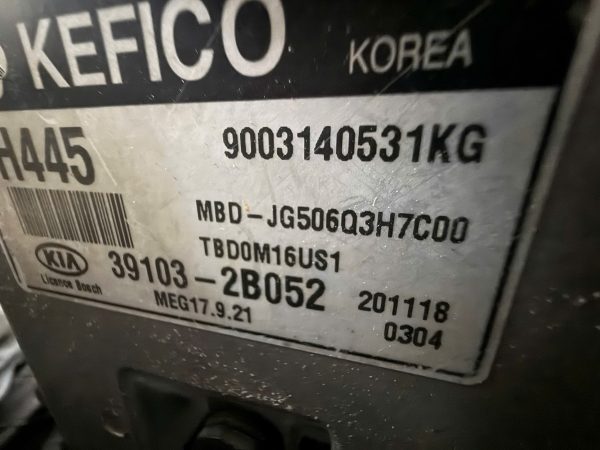 KEFICO KOREA
H445 9003140531KG
MBD-JG506Q3H7C00
TBD0M16US1
KIA 39103-2B052 201118
Licence Bosch MEG17.9.21 0304